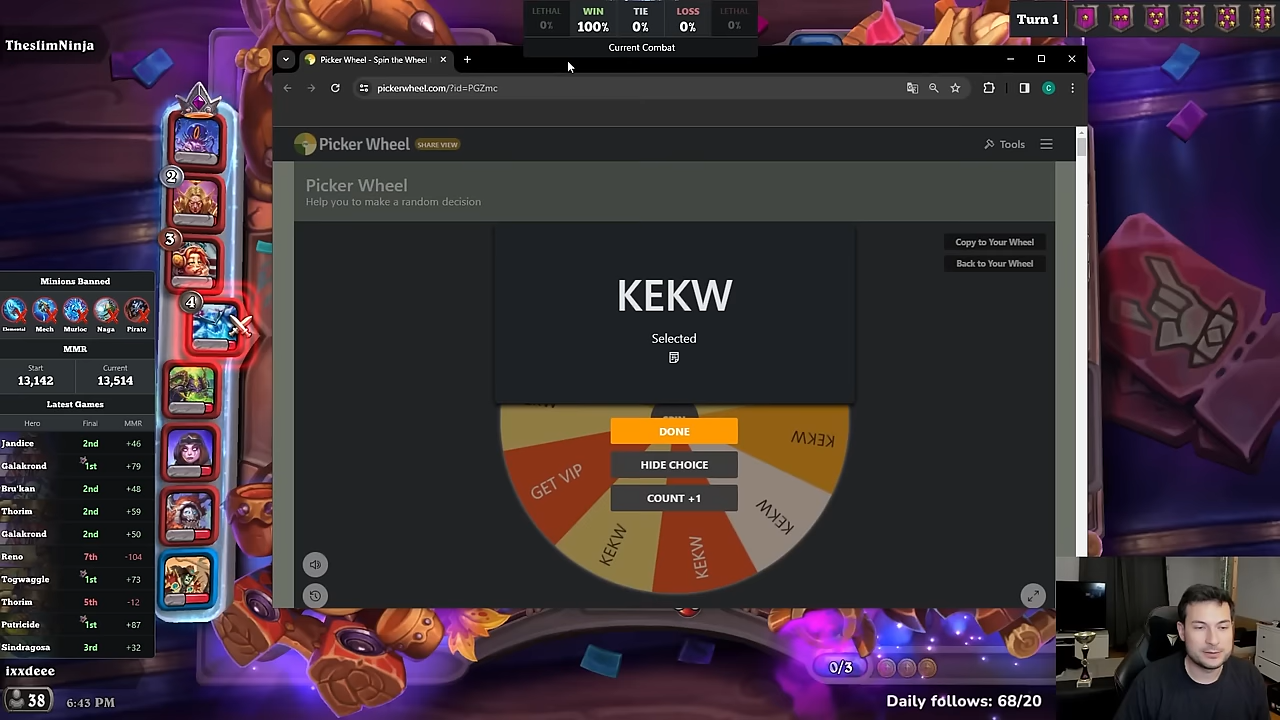 LETHAL
0%
WIN
100%
TIE
0%
LOSS
0%
LETHAL
0%
Current Combat
Turn 1
TheslimNinja
Picker Wheel - Spin the Wheel
pickerwheel.com/?id=PGZmc
C
Picker Wheel
SHARE VIEW
Tools
Picker Wheel
Help you to make a random decision
Copy to Your Wheel
Back to Your Wheel
KEKW
Selected
DONE
HIDE CHOICE
COUNT +1
GET VIP
KEKW
KEKW
KEKW
KEKW
2
3
4
Minions Banned
Elemental
Mech
Murloc
Naga
Pirate
MMR
Start
Current
13,142
13,514
Latest Games
Hero Final MMR
Jandice 2nd +46
Galakrond 1st +79
Bru'kan 2nd +48
Thorim 2nd +59
Galakrond 2nd +50
Reno 7th -104
Togwaggle 1st +73
Thorim 5th -12
Putricide 1st +87
Sindragosa 3rd +32
ixxdeee
38
6:43 PM
0/3
Daily follows: 68/20